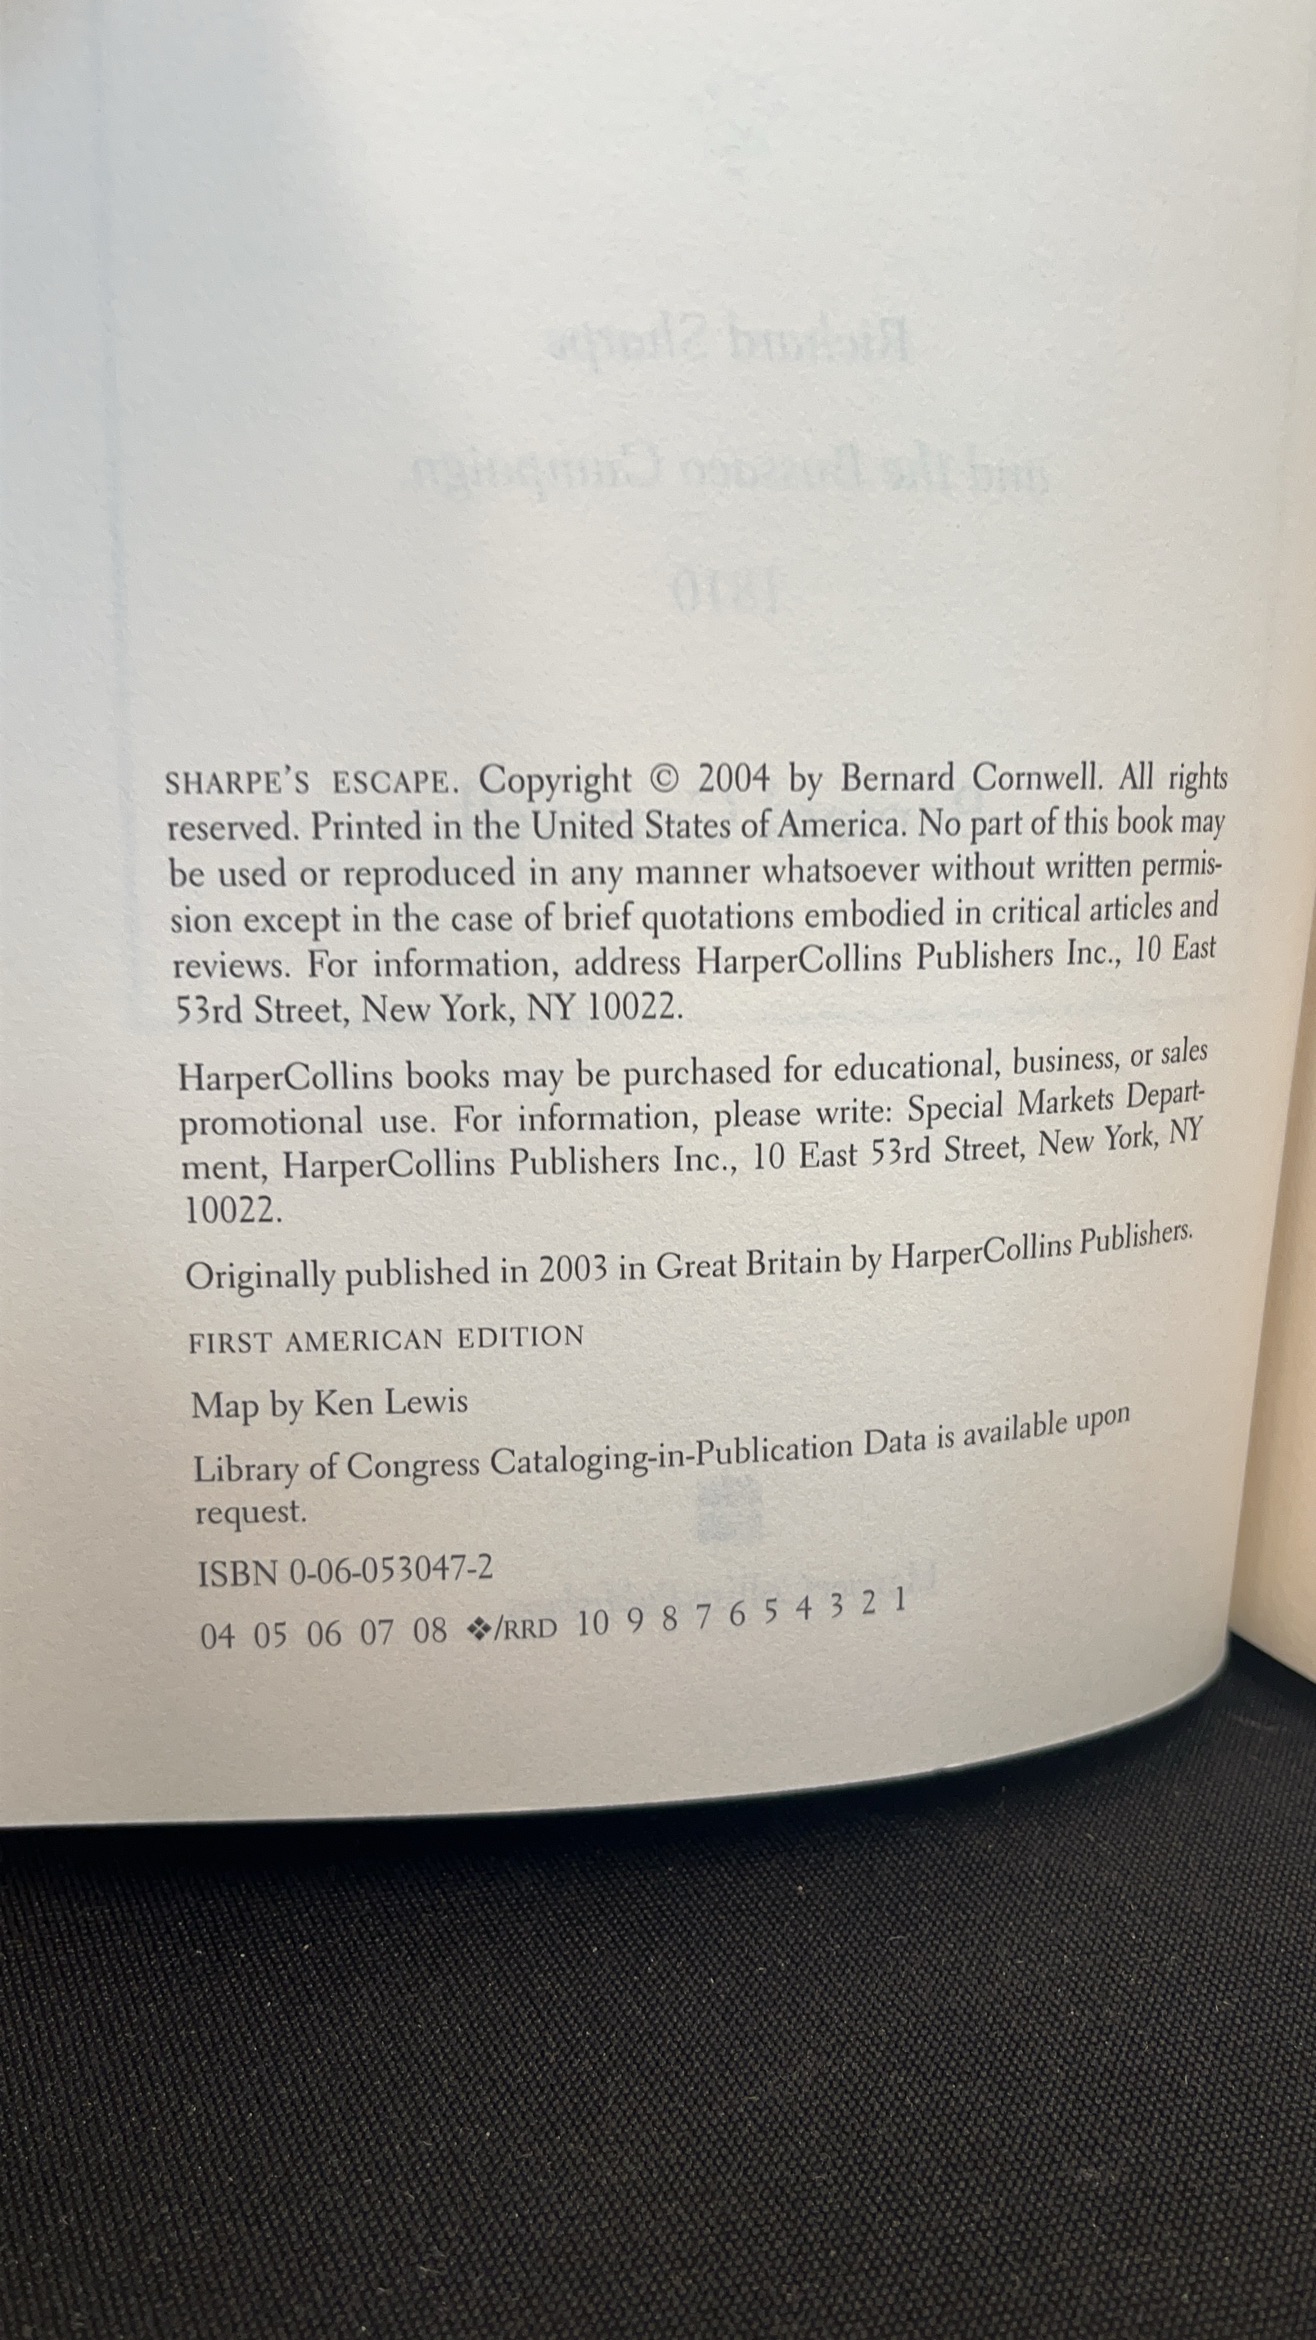 Richard Sharpe
and the Bussaco Campaign
1810
SHARPE'S ESCAPE. Copyright © 2004 by Bernard Cornwell. All rights
reserved. Printed in the United States of America. No part of this book may
be used or reproduced in any manner whatsoever without written permis-
sion except in the case of brief quotations embodied in critical articles and
reviews. For information, address HarperCollins Publishers Inc., 10 East
53rd Street, New York, NY 10022.
HarperCollins books may be purchased for educational, business, or sales
promotional use. For information, please write: Special Markets Depart-
ment, HarperCollins Publishers Inc., 10 East 53rd Street, New York, NY
10022.
Originally published in 2003 in Great Britain by HarperCollins Publishers.
FIRST AMERICAN EDITION
Map by Ken Lewis
Library of Congress Cataloging-in-Publication Data is available upon
request.
ISBN 0-06-053047-2
04 05 06 07 08 ❖/RRD 10 9 8 7 6 5 4 3 2 1